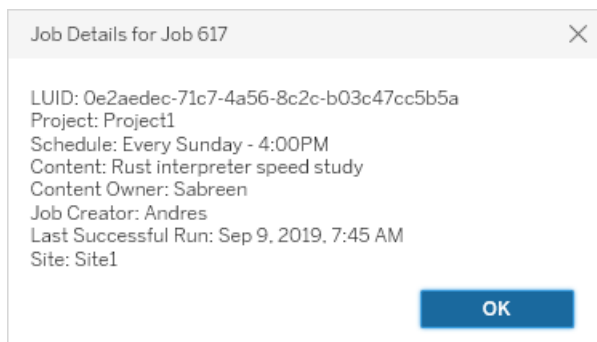 Job Details for Job 617
LUID: 0e2aedec-71c7-4a56-8c2c-b03c47cc5b5a
Project: Project1
Schedule: Every Sunday - 4:00PM
Content: Rust interpreter speed study
Content Owner: Sabreen
Job Creator: Andres
Last Successful Run: Sep 9, 2019, 7:45 AM
Site: Site1
OK